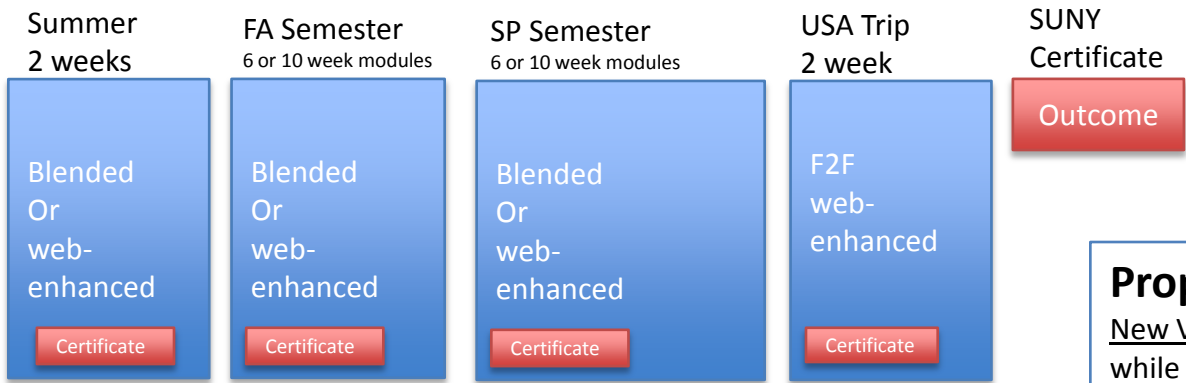 Summer
2 weeks
Blended
Or
web-
enhanced
Certificate
FA Semester
6 or 10 week modules
Blended
Or
web-
enhanced
Certificate
SP Semester
6 or 10 week modules
Blended
Or
web-
enhanced
Certificate
USA Trip
2 week
F2F
web-
enhanced
Certificate
SUNY
Certificate
Outcome
New
while